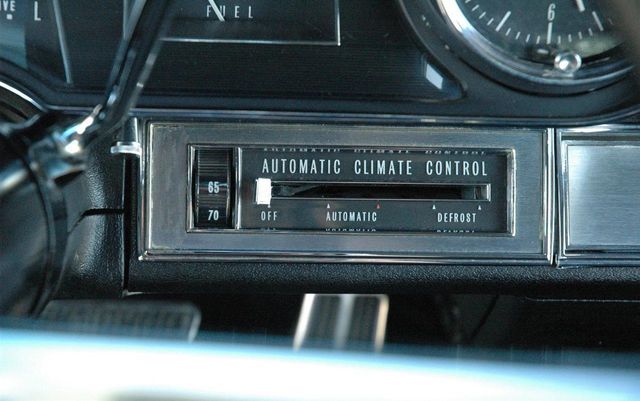 FUEL
6
AUTOMATIC CLIMATE CONTROL
65
70
OFF AUTOMATIC DEFROST